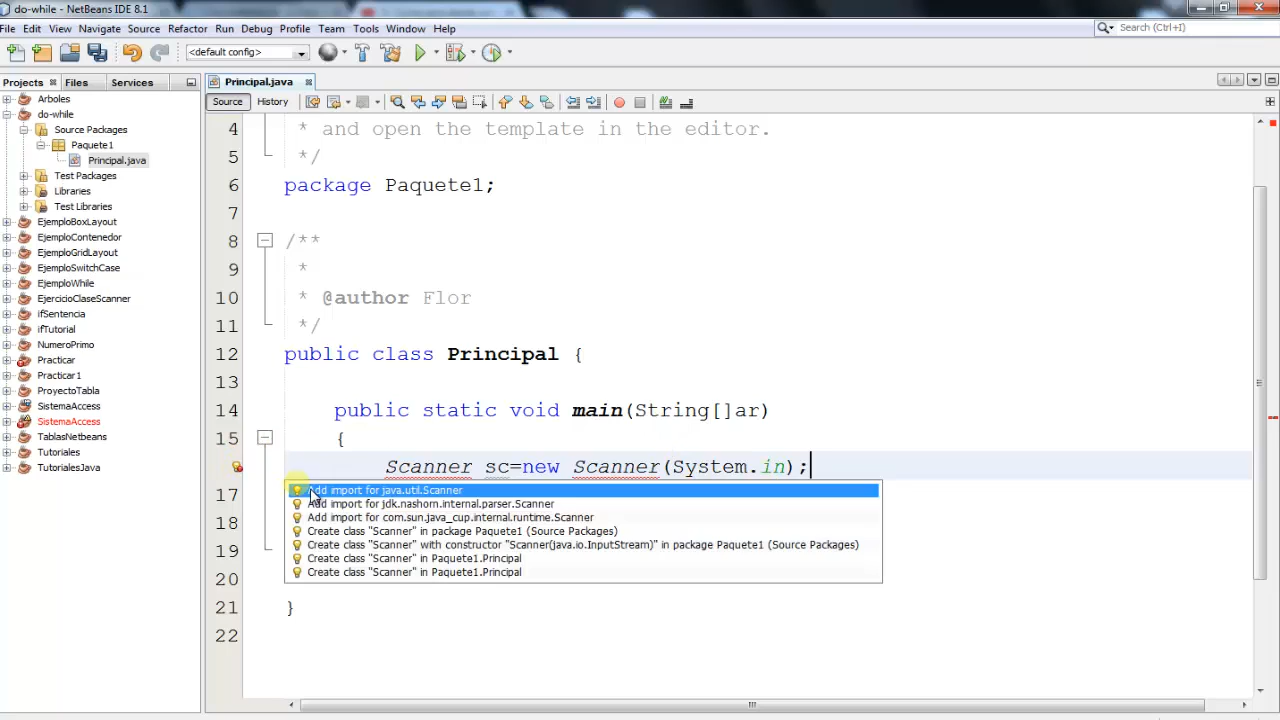 do-while - NetBeans IDE 8.1
File Edit View Navigate Source Refactor Run Debug Profile Team Tools Window Help
Search (Ctrl+I)
<default config>
Projects Files Services
Principal.java
Source History
Arboles
do-while
Source Packages
Paquete1
Principal.java
Test Packages
Libraries
Test Libraries
EjemploBoxLayout
EjemploContenedor
EjemploGridLayout
EjemploSwitchCase
EjemploWhile
EjercicioClaseScanner
ifSentencia
ifTutorial
NumeroPrimo
Practicar
Practicar1
ProyectoTabla
SistemaAccess
SistemaAccess
TablasNetbeans
Tutoriales
TutorialesJava
4 * and open the template in the editor.
5 */
6 package Paquete1;
7
8 /**
9 *
10 * @author Flor
11 */
12 public class Principal {
13
14 public static void main(String[]ar)
15 {
Scanner sc=new Scanner(System.in);
17
18
19
20
21 }
22
Add import for java.util.Scanner
Add import for jdk.nashorn.internal.parser.Scanner
Add import for com.sun.java_cup.internal.runtime.Scanner
Create class "Scanner" in package Paquete1 (Source Packages)
Create class "Scanner" with constructor "Scanner(java.io.InputStream)" in package Paquete1 (Source Packages)
Create class "Scanner" in Paquete1.Principal
Create class "Scanner" in Paquete1.Principal